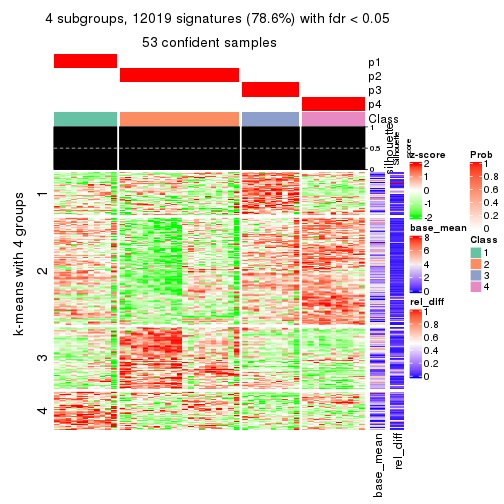 4 subgroups, 12019 signatures (78.6%) with fdr < 0.05
53 confident samples
p1
p2
p3
p4
Class
1
0.5
0
silhouette
Silhouette
score
k-means with 4 groups
1
2
3
4
base_mean
rel_diff
z-score
2
1
0
-1
-2
base_mean
8
6
4
2
0
rel_diff
1
0.8
0.6
0.4
0.2
0
Prob
1
0.8
0.6
0.4
0.2
0
Class
1
2
3
4